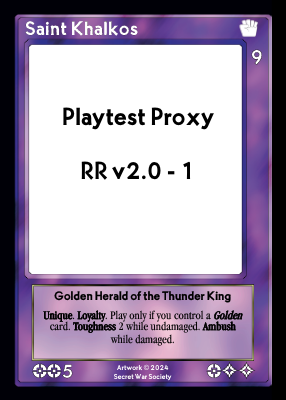 Saint Khalkos
9
Playtest Proxy
RR v2.0 - 1
Golden Herald of the Thunder King
Unique. Loyalty. Play only if you control a Golden
card. Toughness 2 while undamaged. Ambush
while damaged.
5
Artwork © 2024
Secret War Society